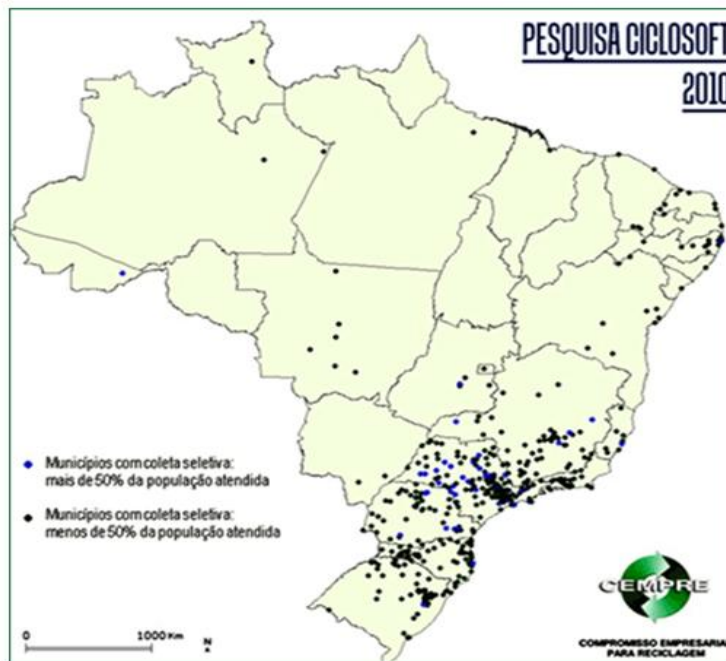 PESQUISA CICLOSOFT
2010
Municípios com coleta seletiva:
mais de 50% da população atendida
Municípios com coleta seletiva:
menos de 50% da população atendida
0 1000 Km
N
CEMPRE
COMPROMISSO EMPRESARIA
PARA RECICLAGEM